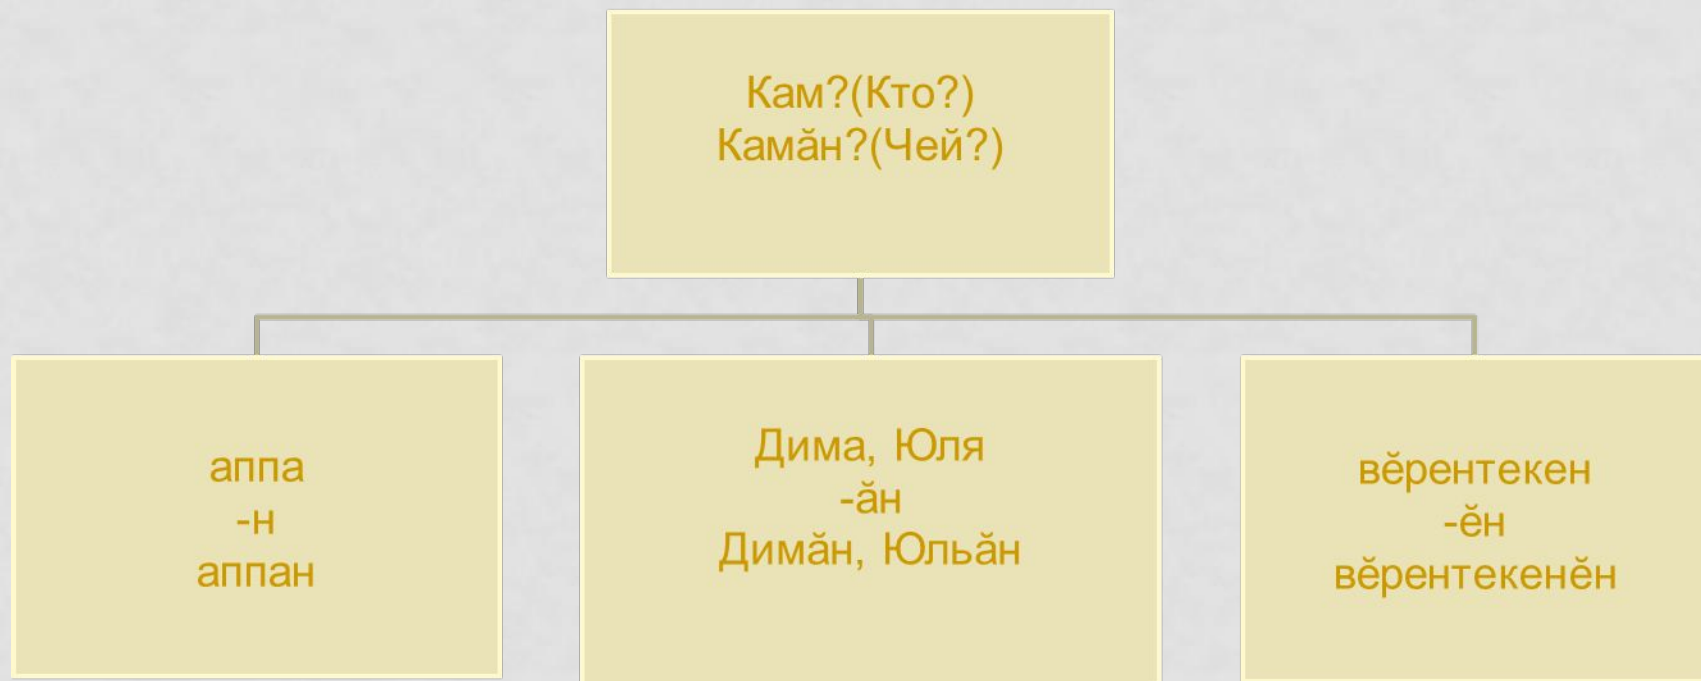 Кам?(Кто?)
Камӑн?(Чей?)
аппа
-н
аппан
Дима, Юля
-ӑн
Димӑн, Юльӑн
вӗрентекен
-ӗн
вӗрентекенӗн